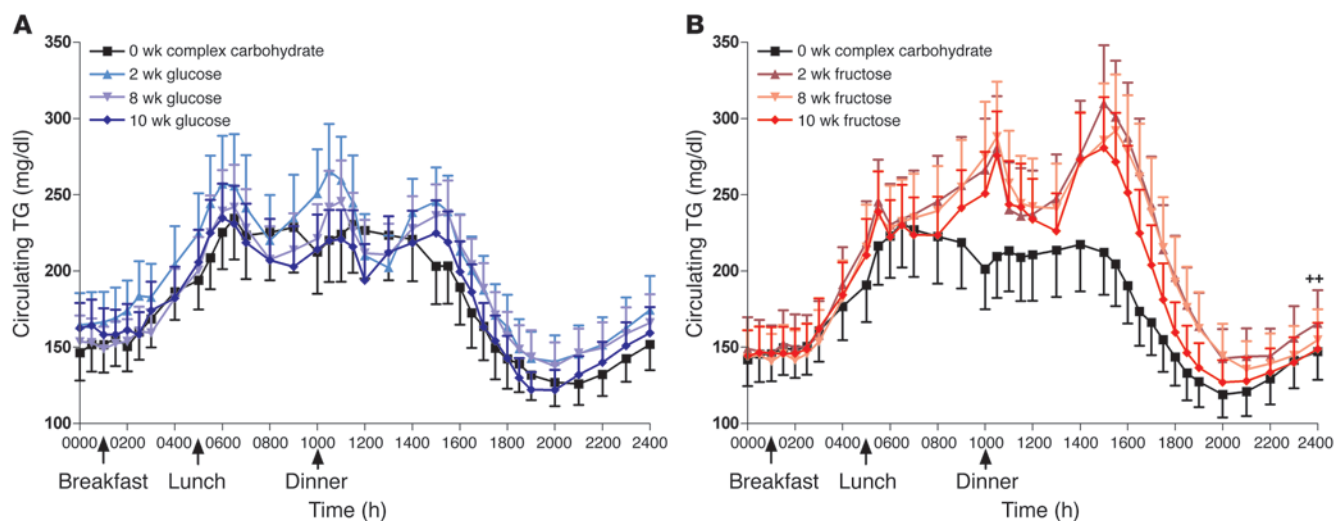 A
350
300
250
200
150
100
Circulating TG (mg/dl)
0 wk complex carbohydrate
2 wk glucose
8 wk glucose
10 wk glucose
0000 0200 0400 0600 0800 1000 1200 1400 1600 1800 2000 2200 2400
Breakfast Lunch Dinner
Time (h)
B
350
300
250
200
150
100
Circulating TG (mg/dl)
0 wk complex carbohydrate
2 wk fructose
8 wk fructose
10 wk fructose
++
0000 0200 0400 0600 0800 1000 1200 1400 1600 1800 2000 2200 2400
Breakfast Lunch Dinner
Time (h)